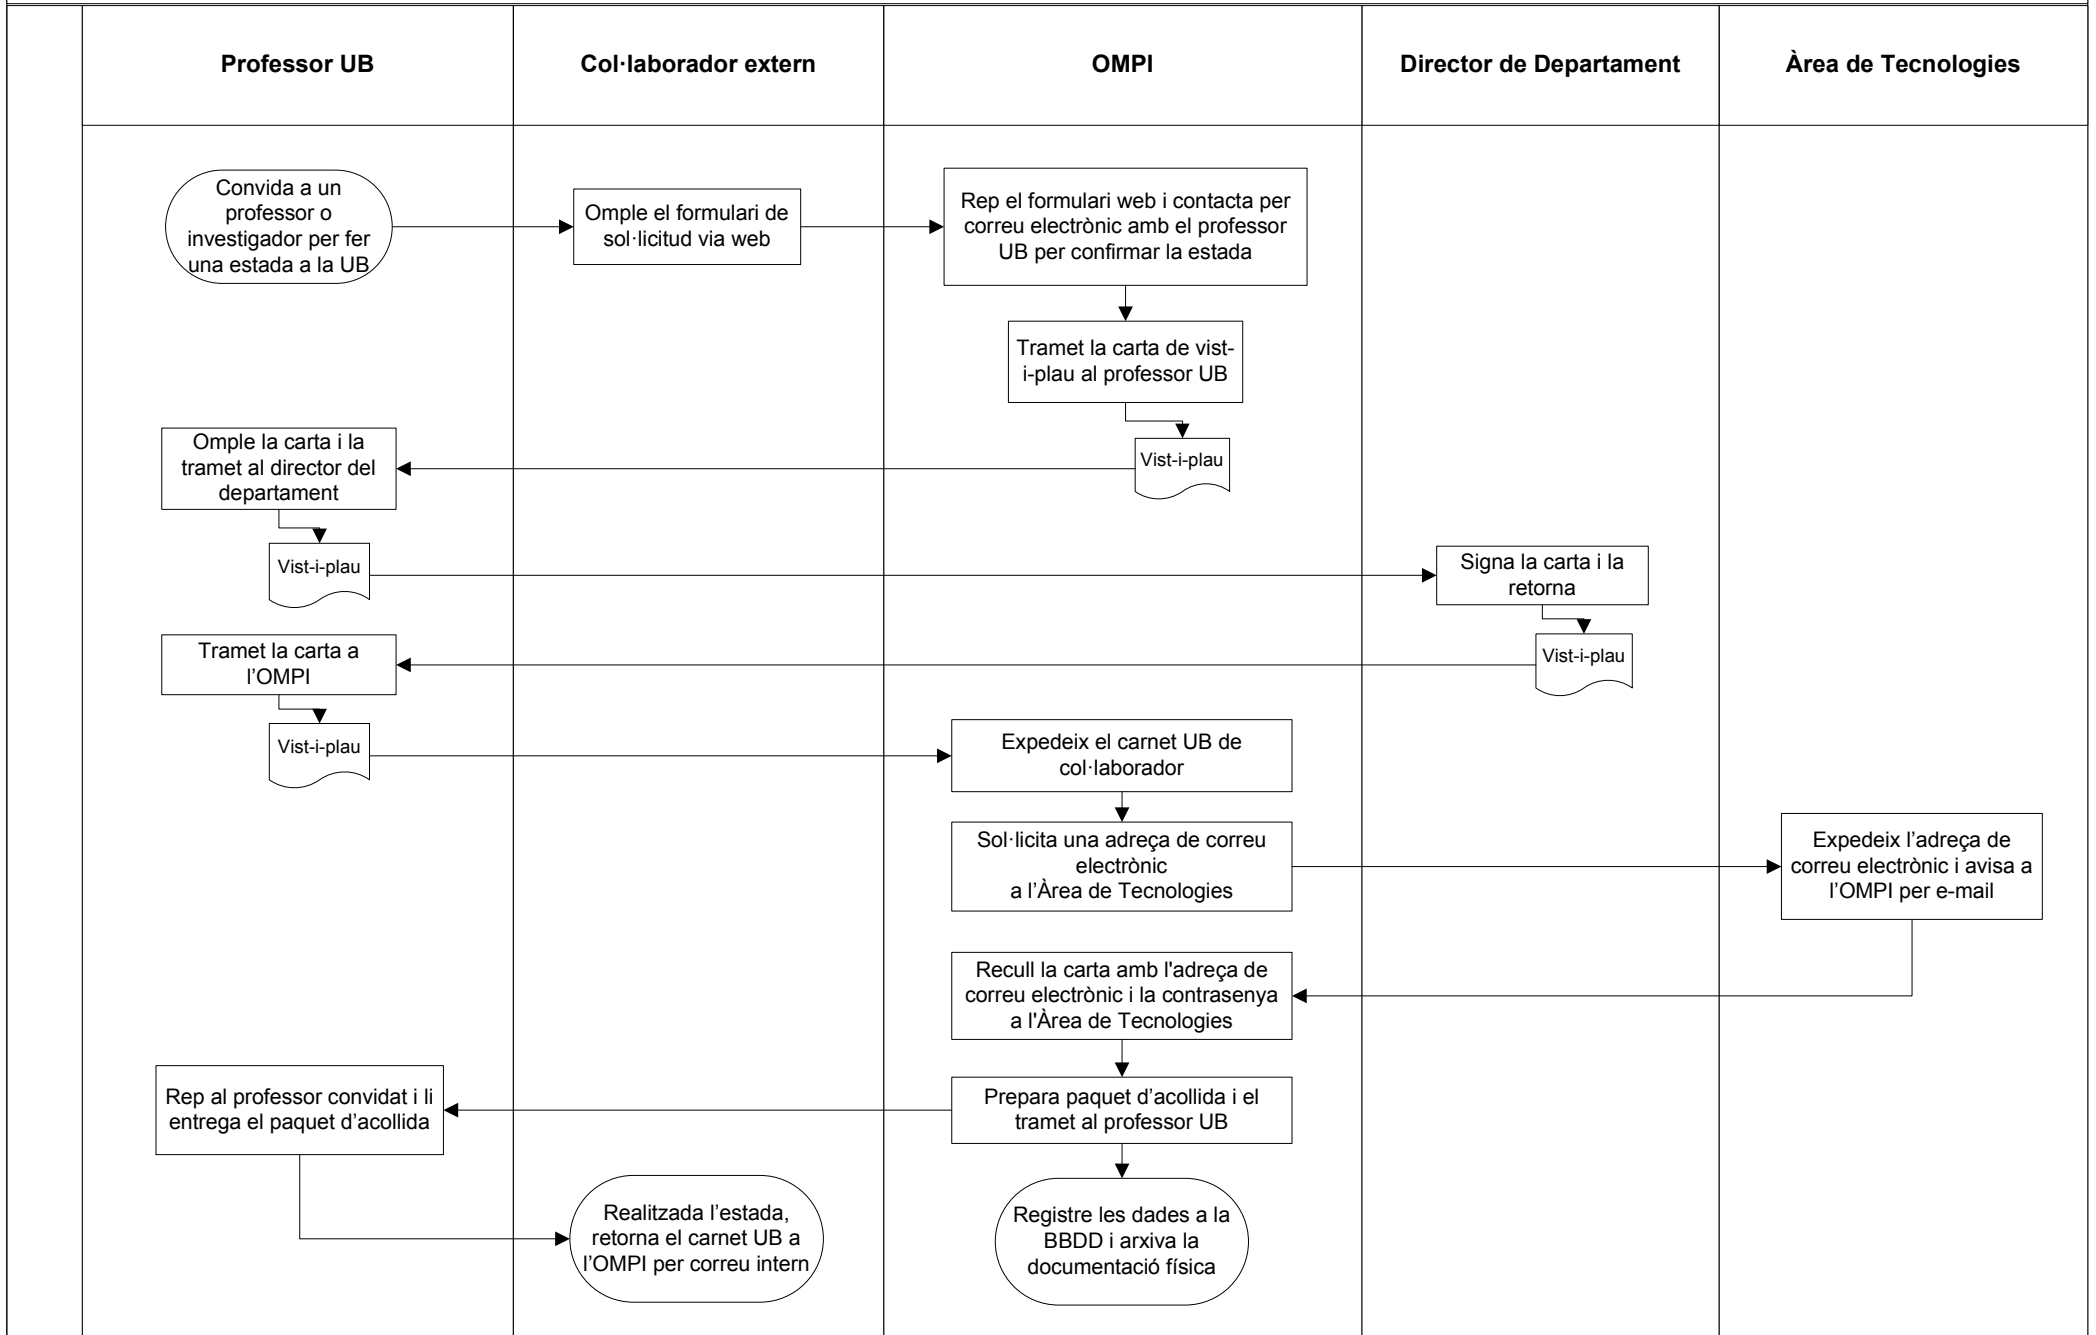 Professor UB
Col·laborador extern
OMPI
Director de Departament
Àrea de Tecnologies
Convida a un
professor o
investigador per fer
una estada a la UB
Omple el formulari de
sol·licitud via web
Rep el formulari web i contacta per
correu electrònic amb el professor
UB per confirmar la estada
Tramet la carta de vist-
i-plau al professor UB
Vist-i-plau
Omple la carta i la
tramet al director del
departament
Vist-i-plau
Signa la carta i la
retorna
Vist-i-plau
Tramet la carta a
l’OMPI
Vist-i-plau
Expedeix el carnet UB de
col·laborador
Sol·licita una adreça de correu
electrònic
a l’Àrea de Tecnologies
Expedeix l’adreça de
correu electrònic i avisa a
l’OMPI per e-mail
Recull la carta amb l'adreça de
correu electrònic i la contrasenya
a l'Àrea de Tecnologies
Prepara paquet d’acollida i el
tramet al professor UB
Rep al professor convidat i li
entrega el paquet d’acollida
Realitzada l’estada,
retorna el carnet UB a
l’OMPI per correu intern
Registre les dades a la
BBDD i arxiva la
documentació física